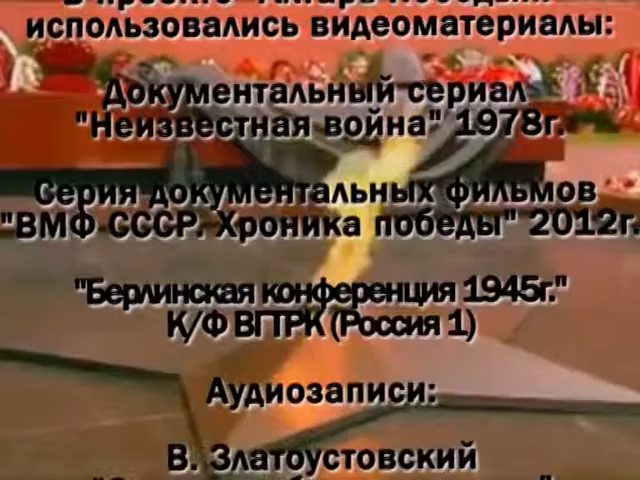 использовались видеоматериалы:
Документальный сериал
"Неизвестная война" 1978г.
Серия документальных фильмов
"ВМФ СССР. Хроника победы" 2012г.
"Берлинская конференция 1945г."
К/Ф ВГТРК (Россия 1)
Аудиозаписи:
В. Златоустовский